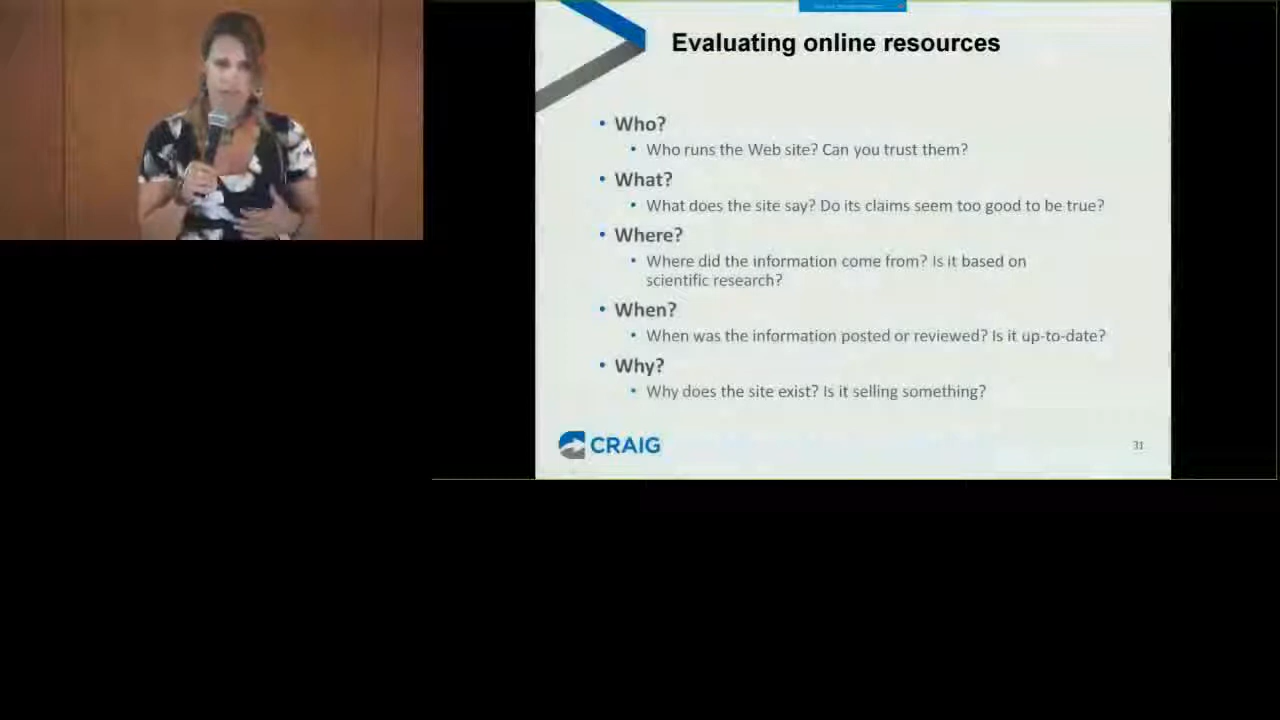 Evaluating online resources
• Who?
• Who runs the Web site? Can you trust them?
• What?
• What does the site say? Do its claims seem too good to be true?
• Where?
• Where did the information come from? Is it based on
scientific research?
• When?
• When was the information posted or reviewed? Is it up-to-date?
• Why?
• Why does the site exist? Is it selling something?
CRAIG
31